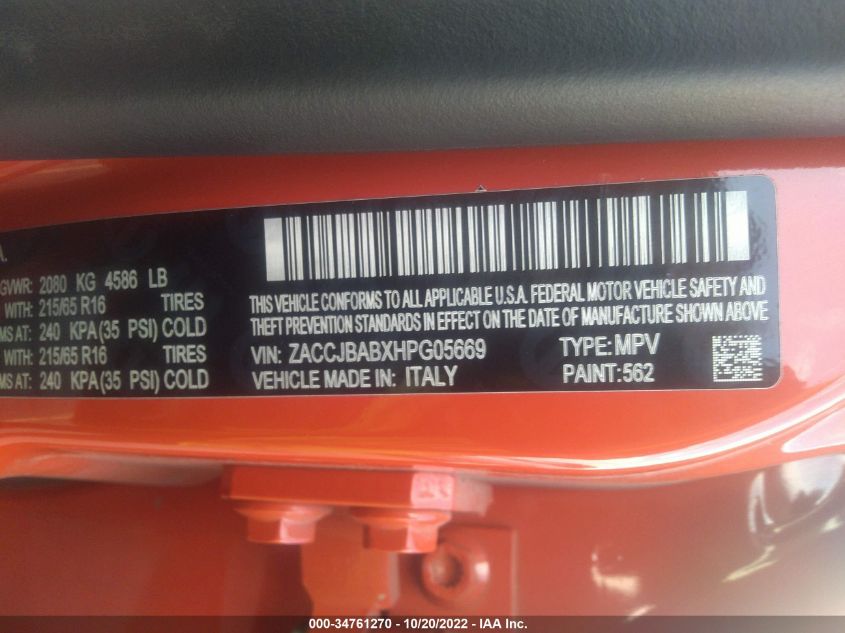 GVWR: 2080 KG 4586 LB
WITH: 215/65 R16 TIRES
MS AT: 240 KPA (35 PSI) COLD
WITH: 215/65 R16 TIRES
MS AT: 240 KPA (35 PSI) COLD
THIS VEHICLE CONFORMS TO ALL APPLICABLE U.S.A. FEDERAL MOTOR VEHICLE SAFETY AND
THEFT PREVENTION STANDARDS IN EFFECT ON THE DATE OF MANUFACTURE SHOWN ABOVE
VIN: ZACCJBABXHPG05669 TYPE: MPV
VEHICLE MADE IN: ITALY PAINT: 562
000-34761270 - 10/20/2022 - IAA Inc.